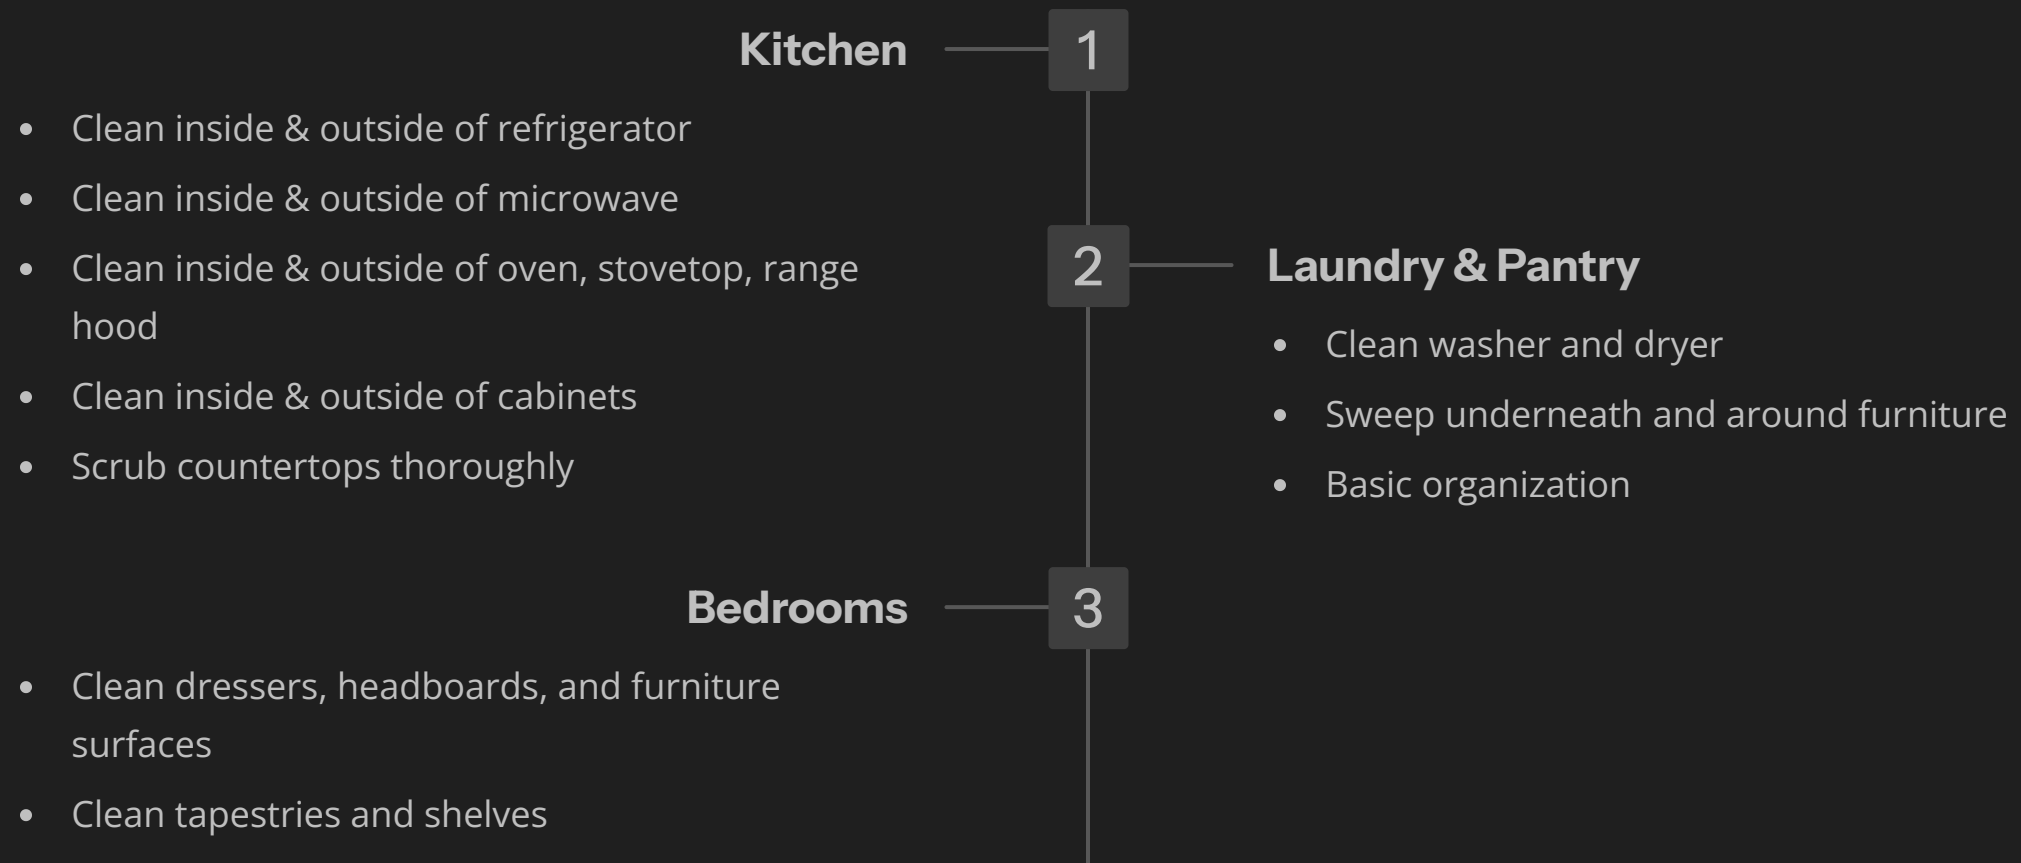 Kitchen
1
Clean inside & outside of refrigerator
Clean inside & outside of microwave
Clean inside & outside of oven, stovetop, range
hood
Clean inside & outside of cabinets
Scrub countertops thoroughly
2
Laundry & Pantry
Clean washer and dryer
Sweep underneath and around furniture
Basic organization
Bedrooms
3
Clean dressers, headboards, and furniture
surfaces
Clean tapestries and shelves